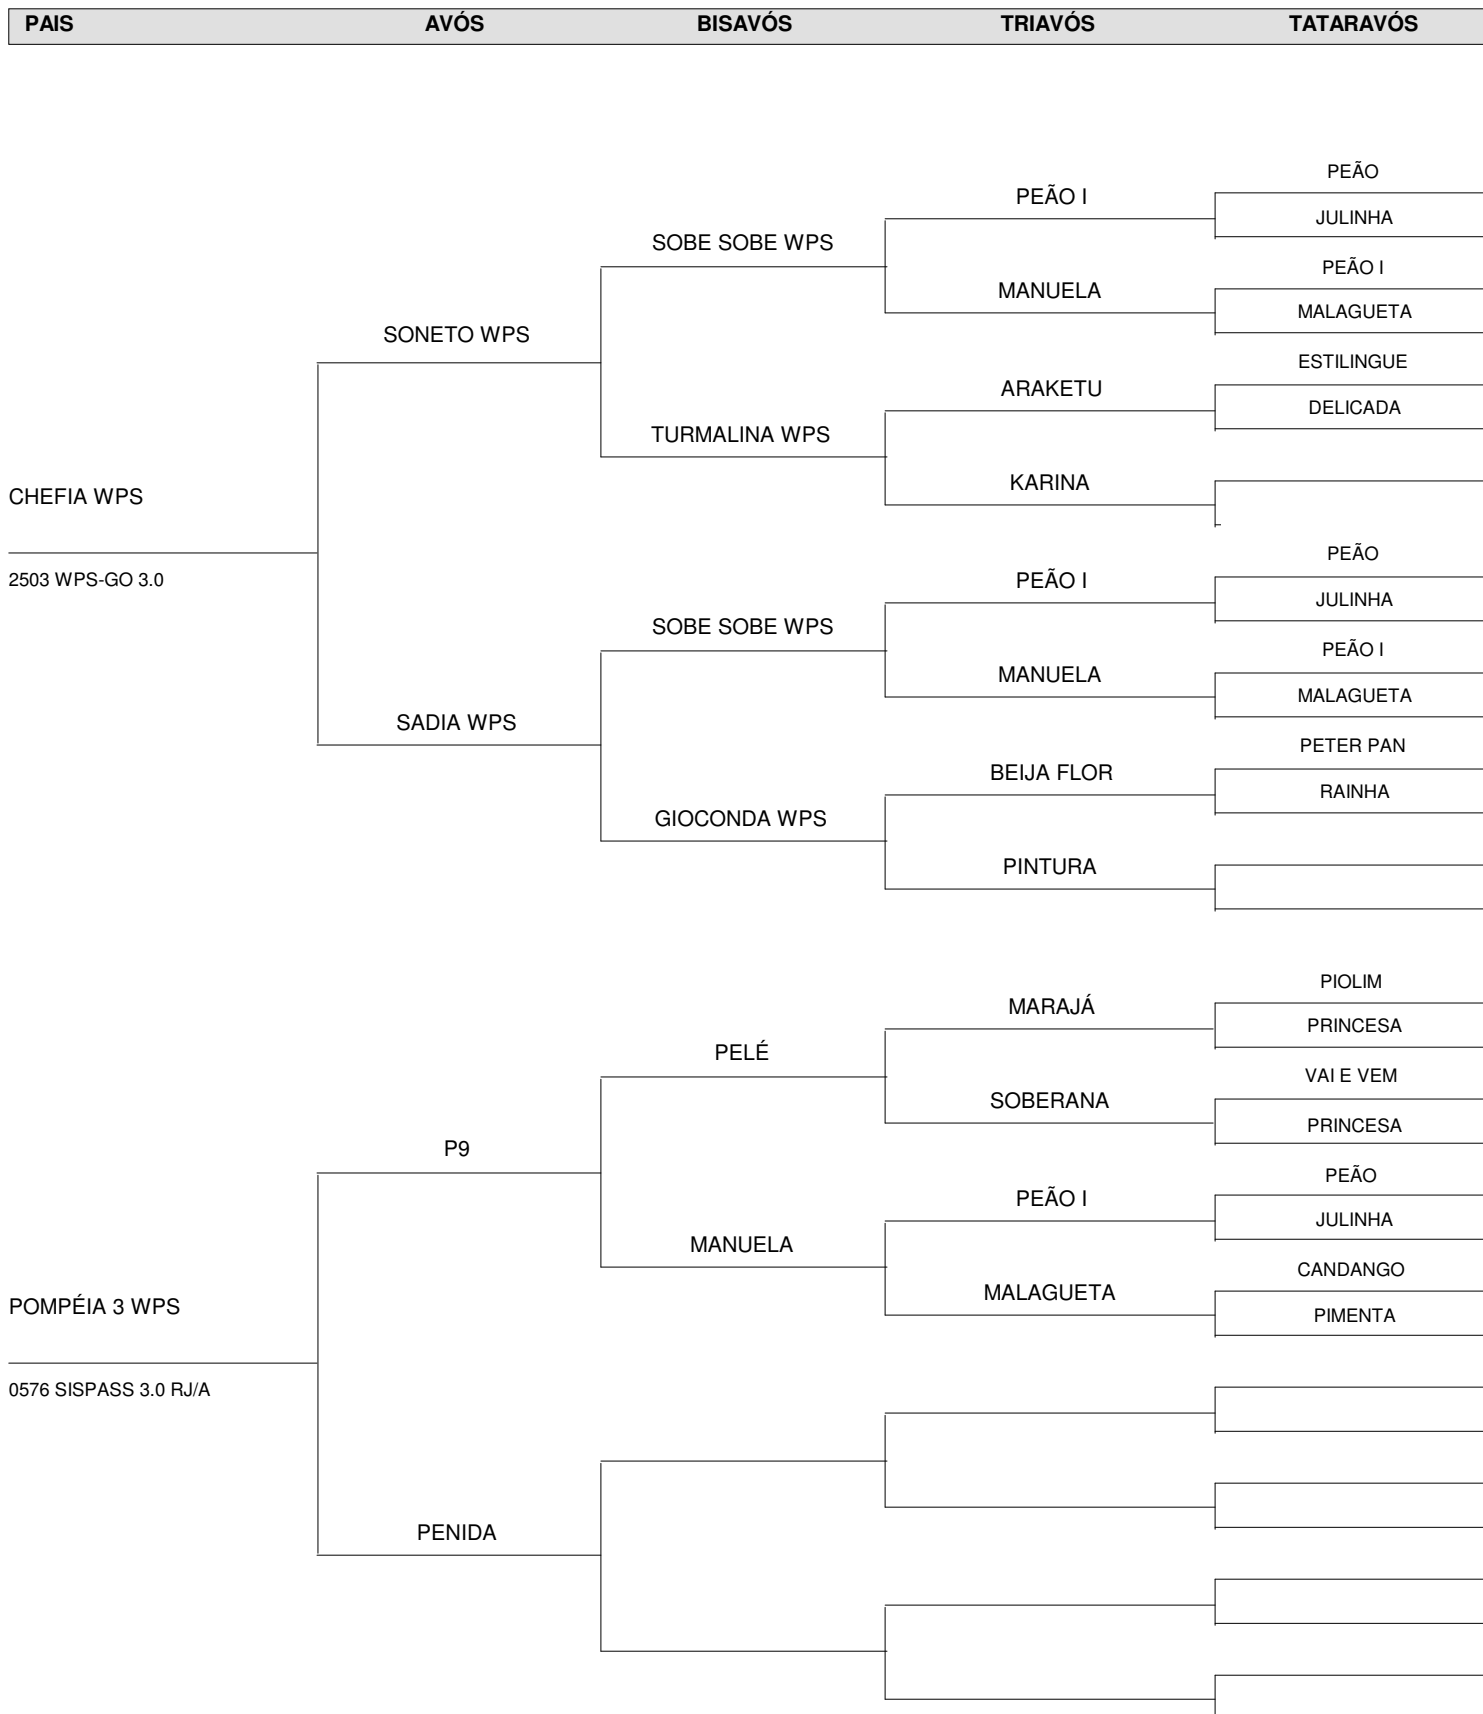 PAIS AVÓS BISAVÓS TRIAVÓS TATARAVÓS
PEÃO
PEÃO I
JULINHA
SOBE SOBE WPS
PEÃO I
MANUELA
MALAGUETA
SONETO WPS
ESTILINGUE
ARAKETU
DELICADA
TURMALINA WPS
KARINA
CHEFIA WPS
PEÃO
2503 WPS-GO 3.0
PEÃO I
JULINHA
SOBE SOBE WPS
PEÃO I
MANUELA
MALAGUETA
SADIA WPS
PETER PAN
BEIJA FLOR
RAINHA
GIOCONDA WPS
PINTURA
PIOLIM
MARAJÁ
PRINCESA
PELÉ
VAI E VEM
SOBERANA
PRINCESA
P9
PEÃO
PEÃO I
JULINHA
MANUELA
CANDANGO
MALAGUETA
POMPÉIA 3 WPS
PIMENTA
0576 SISPASS 3.0 RJ/A
PENIDA